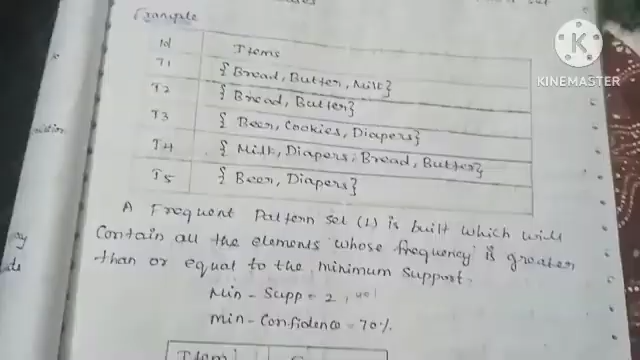 Example
Id Items
T1 {Bread, Butter, Milk}
T2 {Bread, Butter}
T3 {Beer, Cookies, Diapers}
T4 {Milk, Diapers, Bread, Butter}
T5 {Beer, Diapers}
A Frequent Pattern set (L) is built which will
Contain all the elements whose frequency is greater
than or equal to the minimum support.
Min - Supp = 2,
min - Confidence = 70%.
Item
K
KINEMASTER